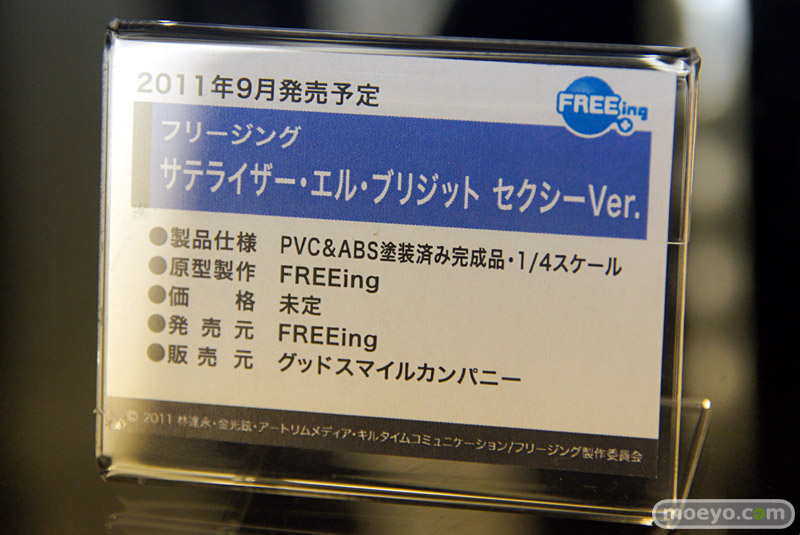 2011年9月発売予定
FREEing
フリージング
サテライザー・エル・ブリジット セクシーVer.
●製品仕様 PVC&ABS塗装済み完成品・1/4スケール
●原型製作 FREEing
●価格 未定
●発売元 FREEing
●販売元 グッドスマイルカンパニー
© 2011 林達永・金光鉉・アートリムメディア・キルタイムコミュニケーション/フリージング製作委員会
moeyo.com